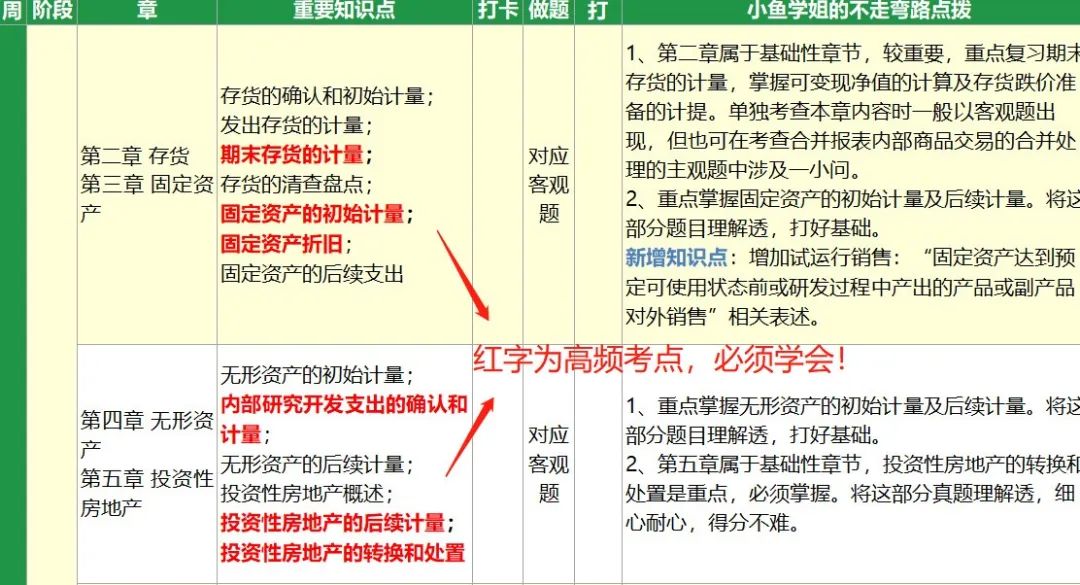 周 阶段 章 重要知识点 打卡 做题 打 小鱼学姐的不走弯路点拨
第二章 存货
第三章 固定资
产
存货的确认和初始计量；
发出存货的计量；
期末存货的计量；
存货的清查盘点；
固定资产的初始计量；
固定资产折旧；
固定资产的后续支出
对应
客观
题
1、第二章属于基础性章节，较重要，重点复习期末
存货的计量，掌握可变现净值的计算及存货跌价准
备的计提。单独考查本章内容时一般以客观题出
现，但也可在考查合并报表内部商品交易的合并处
理的主观题中涉及一小问。
2、重点掌握固定资产的初始计量及后续计量。将这
部分题目理解透，打好基础。
新增知识点：增加试运行销售：“固定资产达到预
定可使用状态前或研发过程中产出的产品或副产品
对外销售”相关表述。
红字为高频考点，必须学会！
第四章 无形资
产
第五章 投资性
房地产
无形资产的初始计量；
内部研究开发支出的确认和
计量；
无形资产的后续计量；
投资性房地产概述；
投资性房地产的后续计量；
投资性房地产的转换和处置
对应
客观
题
1、重点掌握无形资产的初始计量及后续计量。将这
部分题目理解透，打好基础。
2、第五章属于基础性章节，投资性房地产的转换和
处置是重点，必须掌握。将这部分真题理解透，细
心耐心，得分不难。